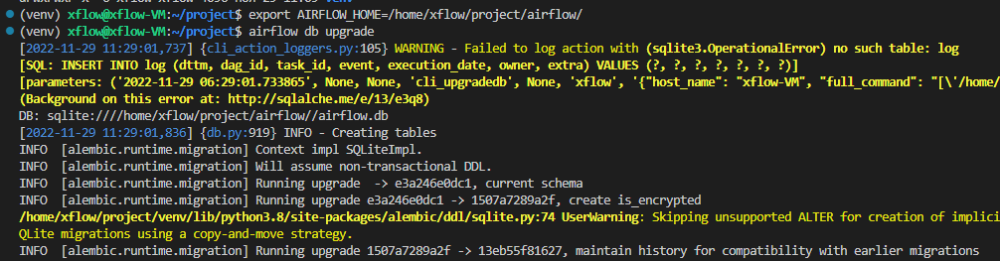 (venv) xflow@xflow-VM:~/project$ export AIRFLOW_HOME=/home/xflow/project/airflow/
(venv) xflow@xflow-VM:~/project$ airflow db upgrade
[2022-11-29 11:29:01,737] {cli_action_loggers.py:105} WARNING - Failed to log action with (sqlite3.OperationalError) no such table: log
[SQL: INSERT INTO log (dttm, dag_id, task_id, event, execution_date, owner, extra) VALUES (?, ?, ?, ?, ?, ?, ?)]
[parameters: ('2022-11-29 06:29:01.733865', None, None, 'cli_upgradedb', None, 'xflow', '{"host_name": "xflow-VM", "full_command": "[\'/home/
(Background on this error at: http://sqlalche.me/e/13/e3q8)
DB: sqlite:////home/xflow/project/airflow//airflow.db
[2022-11-29 11:29:01,836] {db.py:919} INFO - Creating tables
INFO  [alembic.runtime.migration] Context impl SQLiteImpl.
INFO  [alembic.runtime.migration] Will assume non-transactional DDL.
INFO  [alembic.runtime.migration] Running upgrade  -> e3a246e0dc1, current schema
INFO  [alembic.runtime.migration] Running upgrade e3a246e0dc1 -> 1507a7289a2f, create is_encrypted
/home/xflow/project/venv/lib/python3.8/site-packages/alembic/ddl/sqlite.py:74 UserWarning: Skipping unsupported ALTER for creation of implici
QLite migrations using a copy-and-move strategy.
INFO  [alembic.runtime.migration] Running upgrade 1507a7289a2f -> 13eb55f81627, maintain history for compatibility with earlier migrations